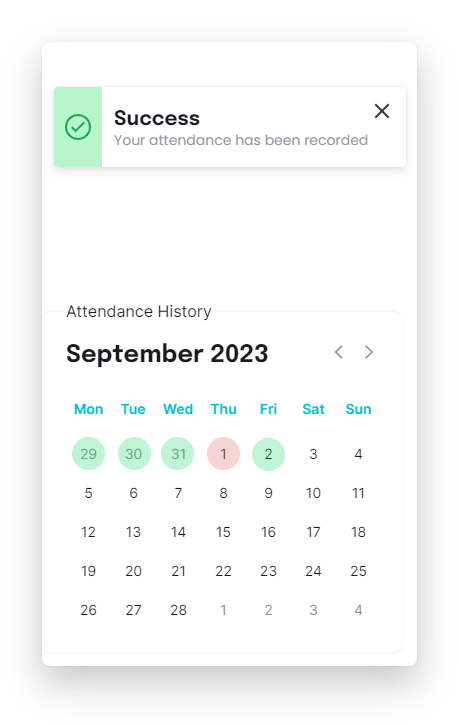 Success
Your attendance has been recorded
Attendance History
September 2023
Mon Tue Wed Thu Fri Sat Sun
29 30 31 1 2 3 4
5 6 7 8 9 10 11
12 13 14 15 16 17 18
19 20 21 22 23 24 25
26 27 28 1 2 3 4